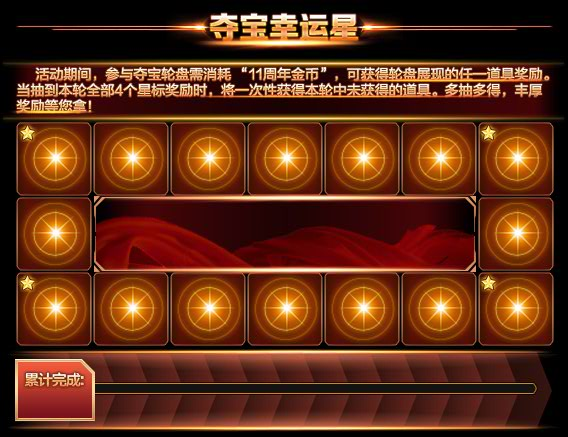 夺宝幸运星
活动期间，参与夺宝轮盘需消耗“11周年金币”，可获得轮盘展现的任一道具奖励。
当抽到本轮全部4个星标奖励时，将一次性获得本轮中未获得的道具。多抽多得，丰厚
奖励等您拿！
累计完成: